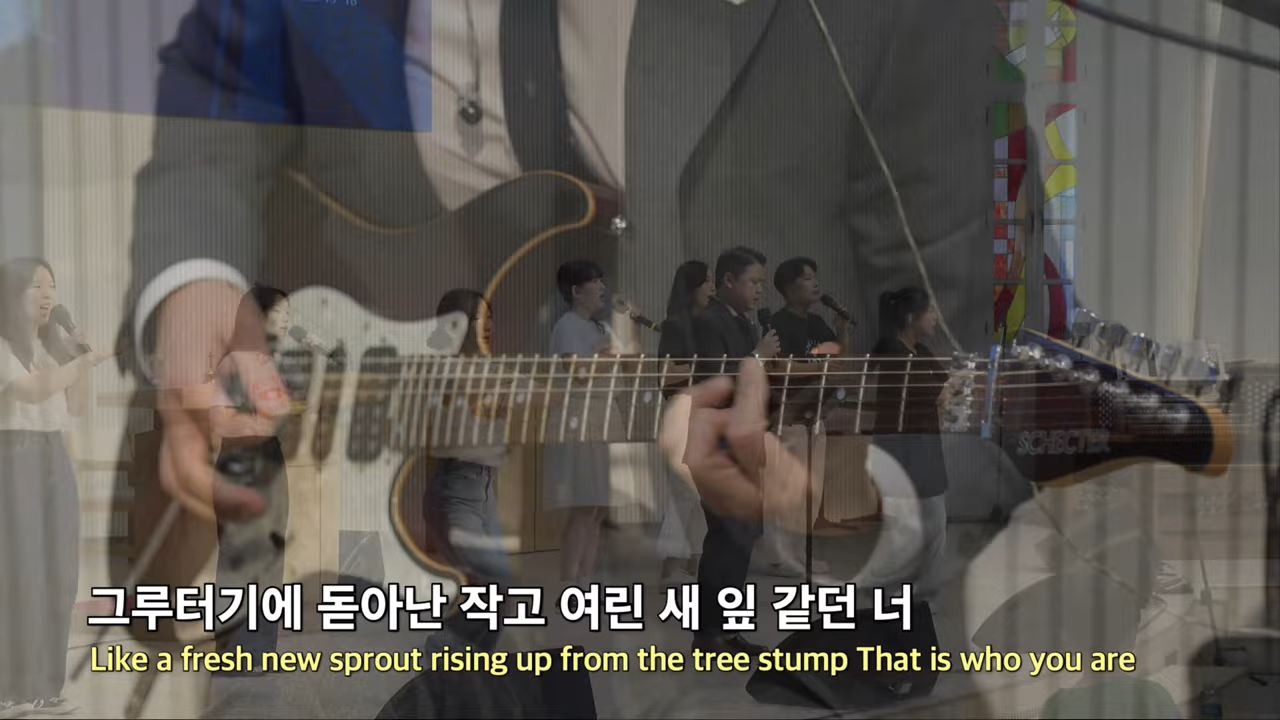 SCHECTER
그루터기에 돋아난 작고 여린 새 잎 같던 너
Like a fresh new sprout rising up from the tree stump That is who you are